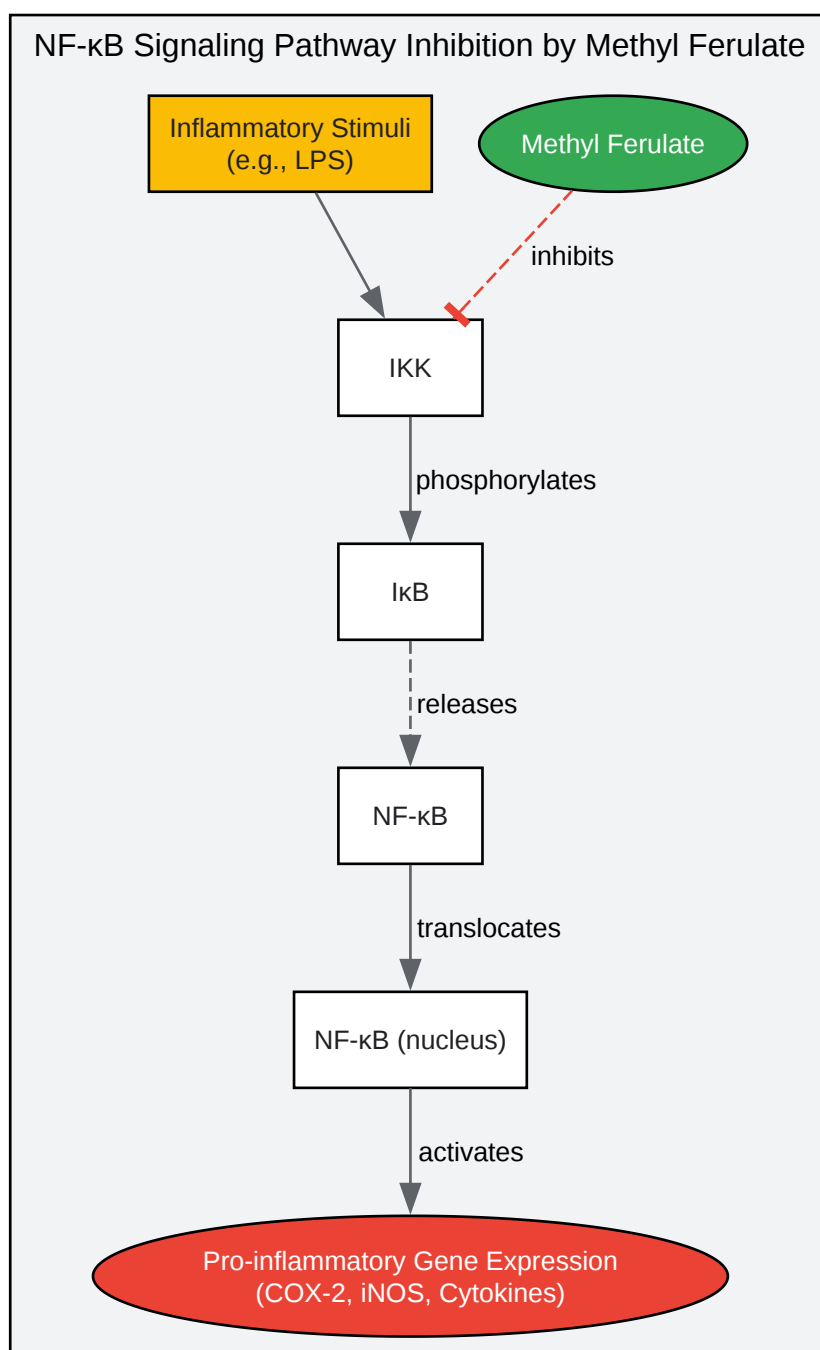 NF-κB Signaling Pathway Inhibition by Methyl Ferulate
Inflammatory Stimuli
(e.g., LPS)
Methyl Ferulate
inhibits
IKK
phosphorylates
IκB
releases
NF-κB
translocates
NF-κB (nucleus)
activates
Pro-inflammatory Gene Expression
(COX-2, iNOS, Cytokines)